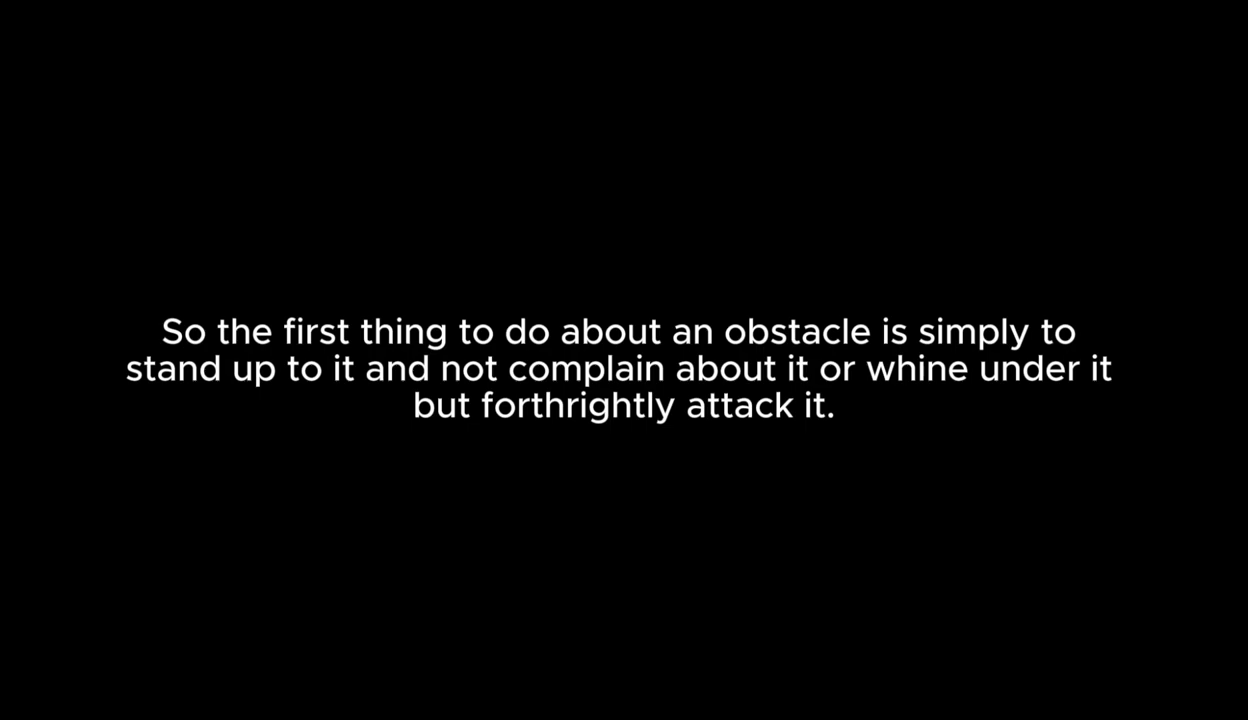 So the first thing to do about an obstacle is simply to
stand up to it and not complain about it or whine under it
but forthrightly attack it.